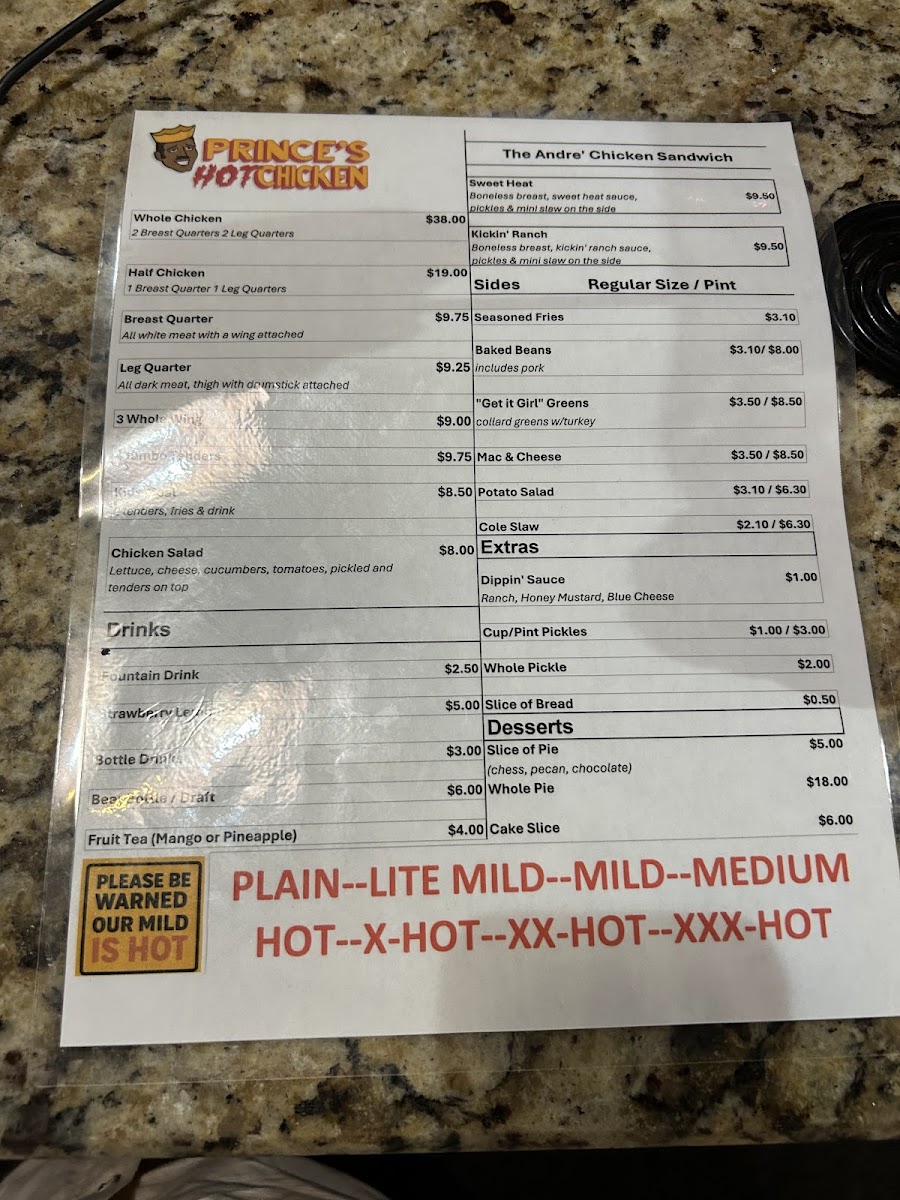 PRINCE'S
HOT CHICKEN
Whole Chicken $38.00
2 Breast Quarters 2 Leg Quarters
Half Chicken $19.00
1 Breast Quarter 1 Leg Quarters
Breast Quarter $9.75
All white meat with a wing attached
Leg Quarter $9.25
All dark meat, thigh with drumstick attached
3 Whole Wing $9.00
Jumbo Tenders $9.75
Kids $8.50
tenders, fries & drink
Chicken Salad $8.00
Lettuce, cheese, cucumbers, tomatoes, pickled and
tenders on top
Drinks
Fountain Drink $2.50
Strawberry $5.00
Bottle Drinks $3.00
Bottle / Draft $6.00
Fruit Tea (Mango or Pineapple) $4.00
The Andre' Chicken Sandwich
Sweet Heat
Boneless breast, sweet heat sauce, $9.50
pickles & mini slaw on the side
Kickin' Ranch
Boneless breast, kickin' ranch sauce, $9.50
pickles & mini slaw on the side
Sides Regular Size / Pint
Seasoned Fries $3.10
Baked Beans $3.10/ $8.00
includes pork
"Get it Girl" Greens $3.50 / $8.50
collard greens w/turkey
Mac & Cheese $3.50 / $8.50
Potato Salad $3.10 / $6.30
Cole Slaw $2.10 / $6.30
Extras
Dippin' Sauce $1.00
Ranch, Honey Mustard, Blue Cheese
Cup/Pint Pickles $1.00 / $3.00
Whole Pickle $2.00
Slice of Bread $0.50
Desserts
Slice of Pie $5.00
(chess, pecan, chocolate)
Whole Pie $18.00
Cake Slice $6.00
PLEASE BE
WARNED
OUR MILD
IS HOT
PLAIN--LITE MILD--MILD--MEDIUM
HOT--X-HOT--XX-HOT--XXX-HOT